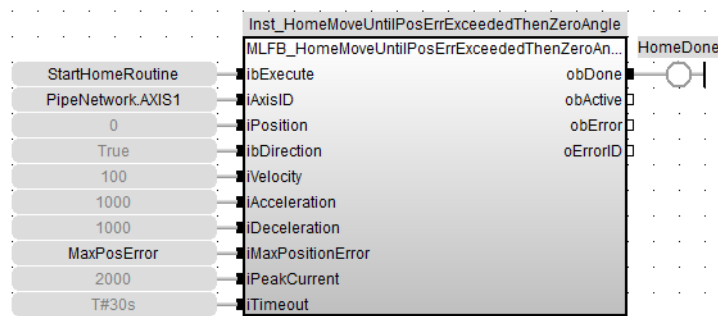 Inst_HomeMoveUntilPosErrExceededThenZeroAngle
MLFB_HomeMoveUntilPosErrExceededThenZeroAn...
HomeDone
StartHomeRoutine ibExecute obDone
PipeNetwork.AXIS1 iAxisID obActive
0 iPosition obError
True ibDirection oErrorID
100 iVelocity
1000 iAcceleration
1000 iDeceleration
MaxPosError iMaxPositionError
2000 iPeakCurrent
T#30s iTimeout